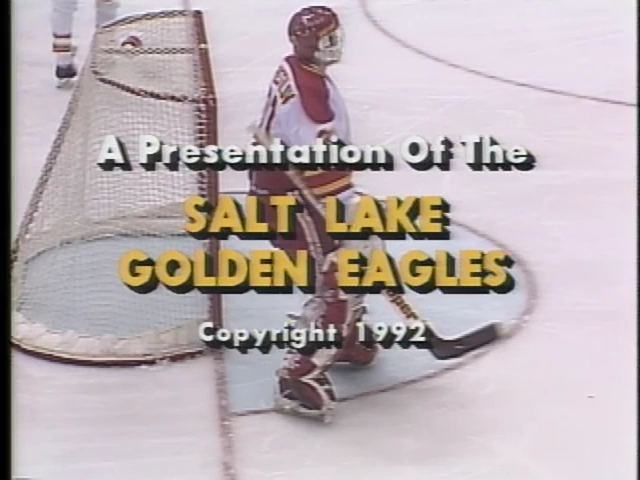 A Presentation Of The
SALT LAKE
GOLDEN EAGLES
Copyright 1992